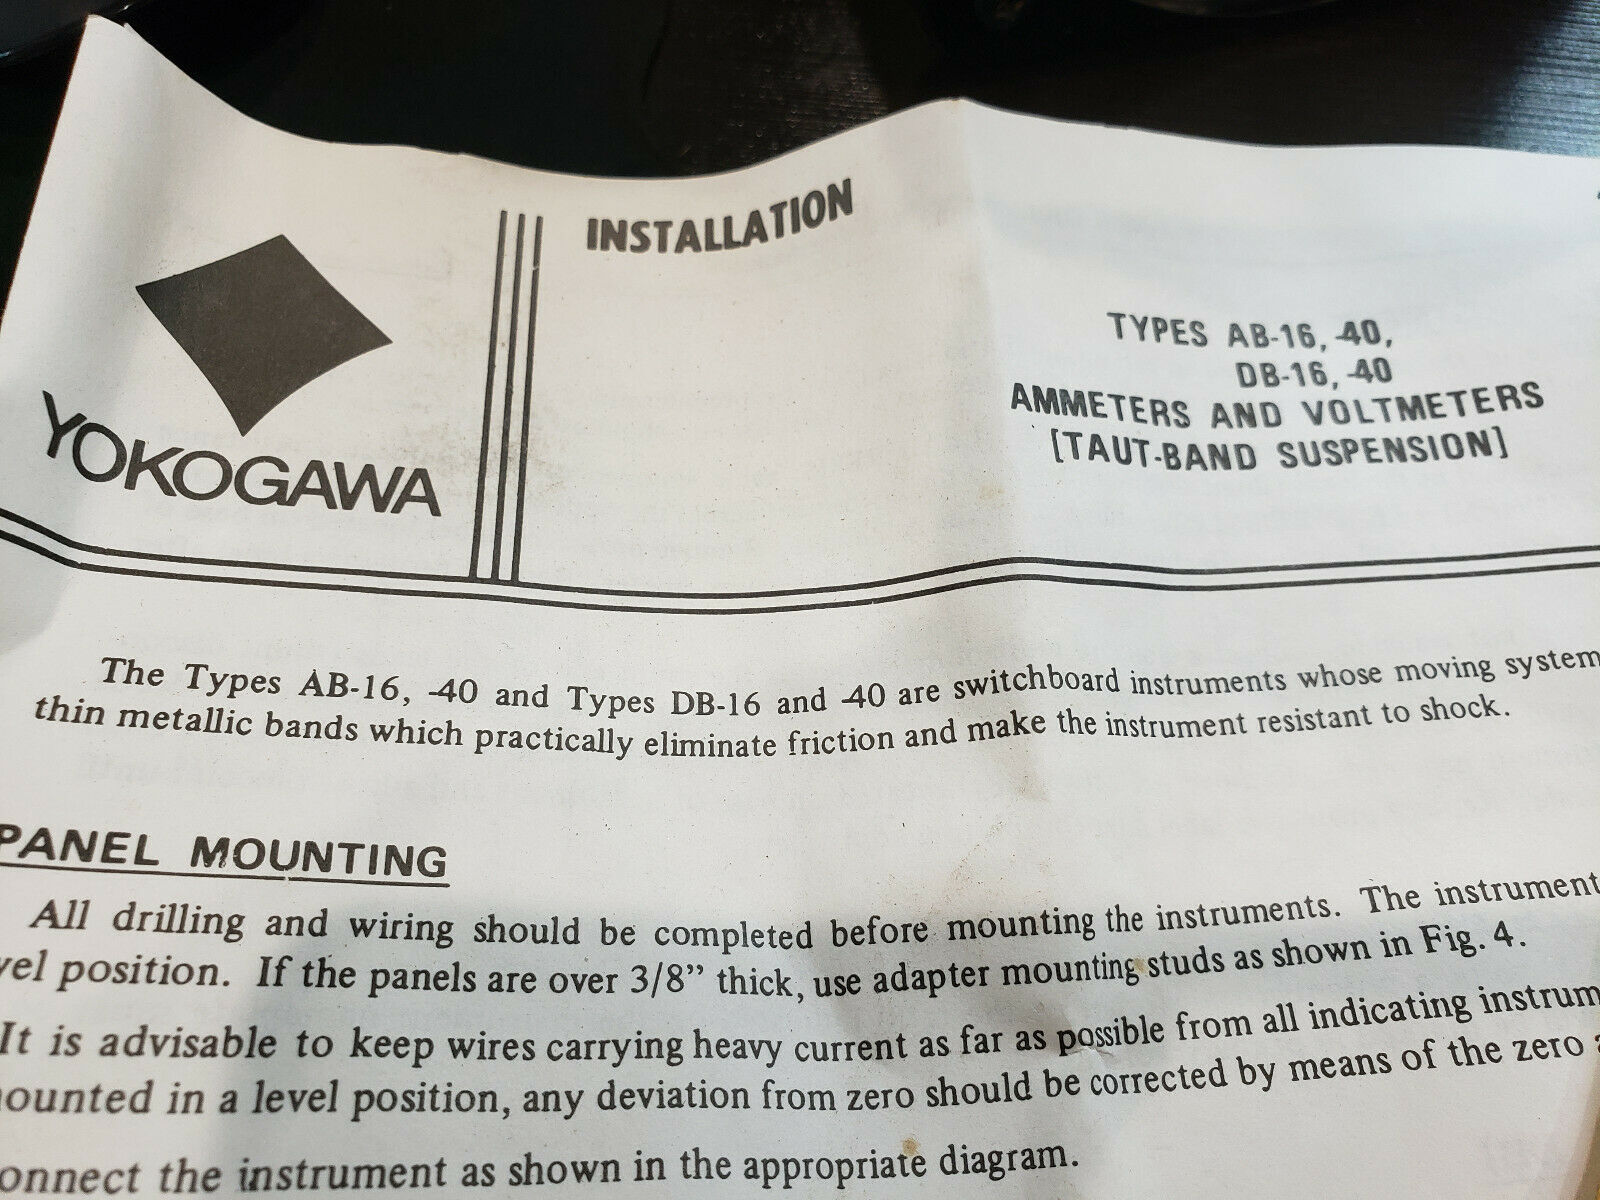 YOKOGAWA
INSTALLATION
TYPES AB-16, -40,
DB-16, -40
AMMETERS AND VOLTMETERS
[TAUT-BAND SUSPENSION]
The Types AB-16, -40 and Types DB-16 and -40 are switchboard instruments whose moving system
thin metallic bands which practically eliminate friction and make the instrument resistant to shock.
PANEL MOUNTING
All drilling and wiring should be completed before mounting the instruments. The instrument
vel position. If the panels are over 3/8” thick, use adapter mounting studs as shown in Fig. 4.
It is advisable to keep wires carrying heavy current as far as possible from all indicating instrum
ounted in a level position, any deviation from zero should be corrected by means of the zero a
onnect the instrument as shown in the appropriate diagram.